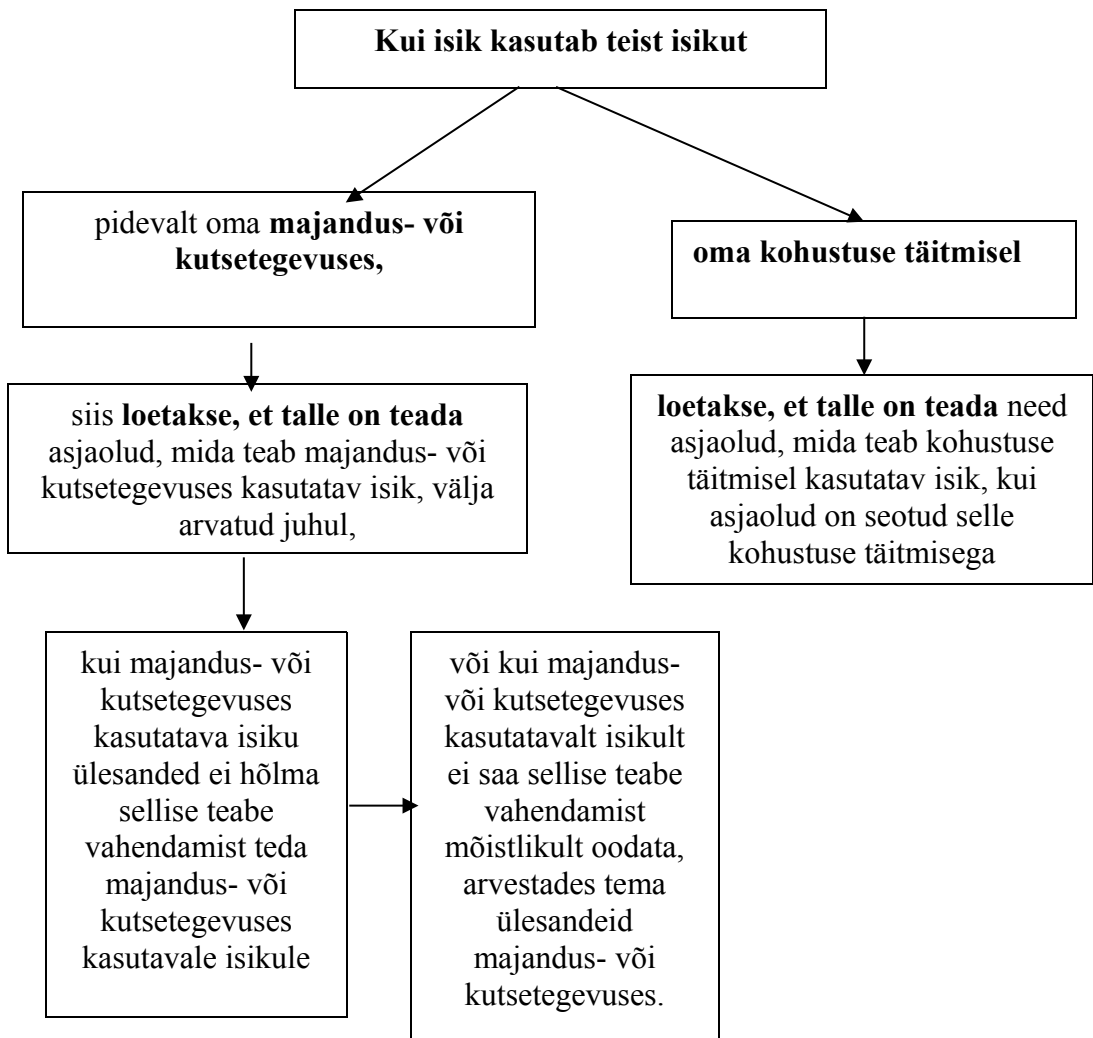 Kui isik kasutab teist isikut
pidevalt oma majandus- või
kutsetegevuses,
oma kohustuse täitmisel
siis loetakse, et talle on teada
asjaolud, mida teab majandus- või
kutsetegevuses kasutatav isik, välja
arvatud juhul,
loetakse, et talle on teada need
asjaolud, mida teab kohustuse
täitmisel kasutatav isik, kui
asjaolud on seotud selle
kohustuse täitmisega
kui majandus- või
kutsetegevuses
kasutatava isiku
ülesanded ei hõlma
sellise teabe
vahendamist teda
majandus- või
kutsetegevuses
kasutavale isikule
või kui majandus-
või kutsetegevuses
kasutatavalt isikult
ei saa sellise teabe
vahendamist
mõistlikult oodata,
arvestades tema
ülesandeid
majandus- või
kutsetegevuses.